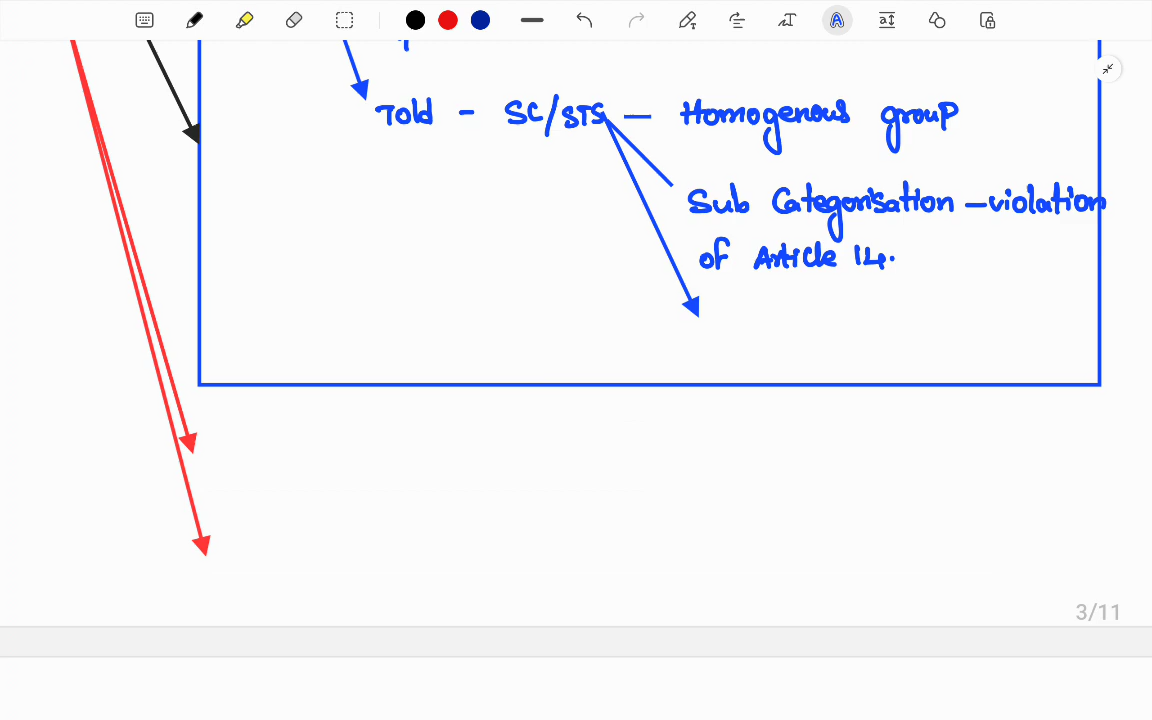 Told - SC/STS - Homogenous group
Sub Categorisation - violation
of Article 14.
3/11